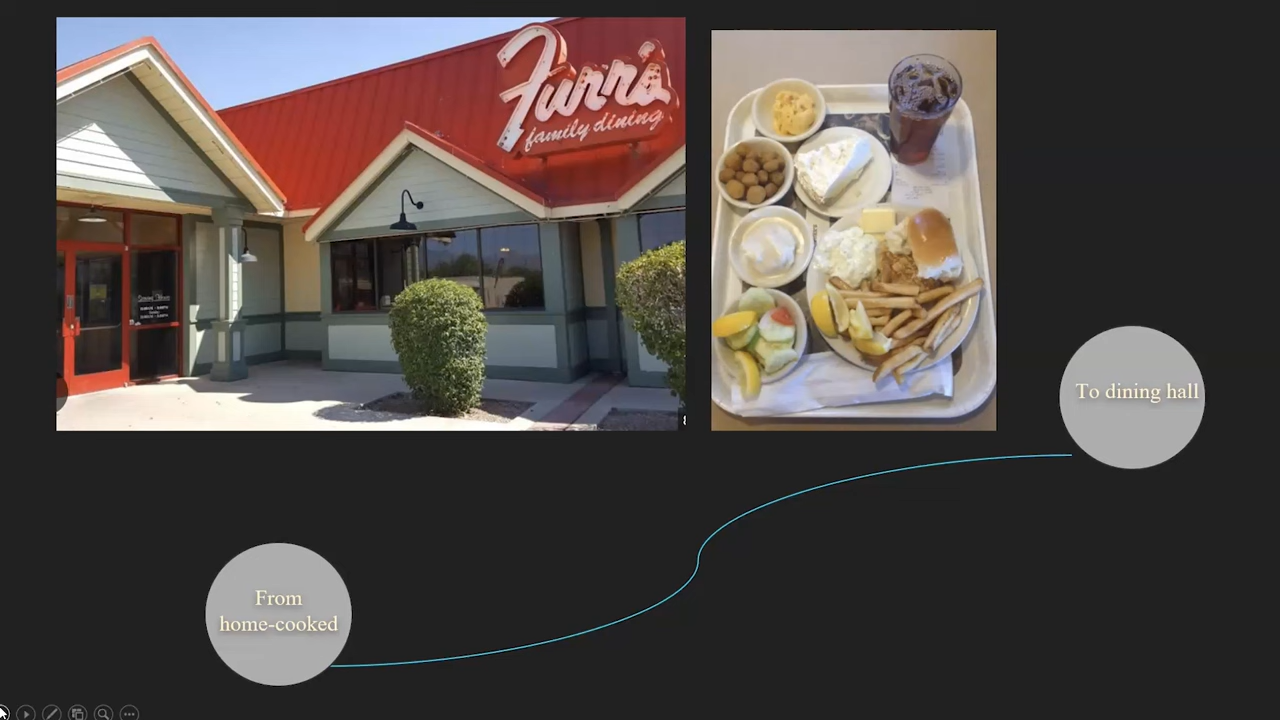 Furr's
family dining
To dining hall
From
home-cooked